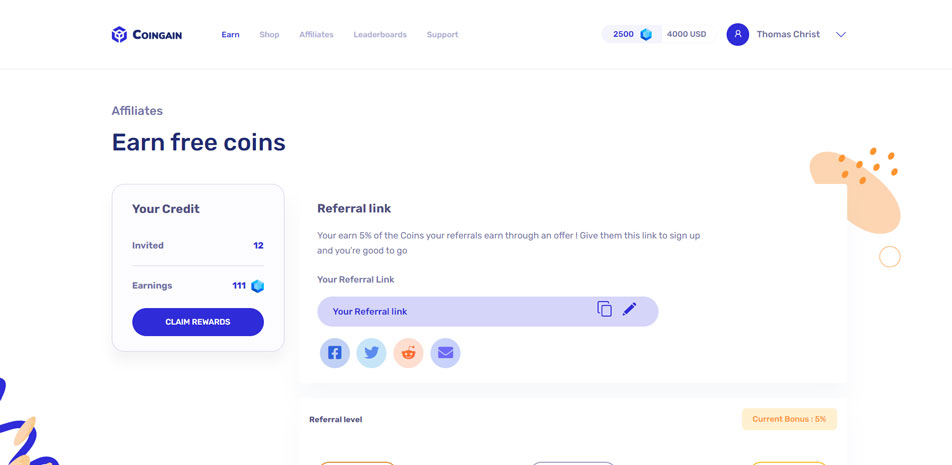 Coingain
Earn Shop Affiliates Leaderboards Support
2500 4000 USD Thomas Christ
Affiliates
Earn free coins
Your Credit
Invited 12
Earnings 111
CLAIM REWARDS
Referral link
Your earn 5% of the Coins your referrals earn through an offer ! Give them this link to sign up
and you're good to go
Your Referral Link
Your Referral link
Referral level
Current Bonus : 5%